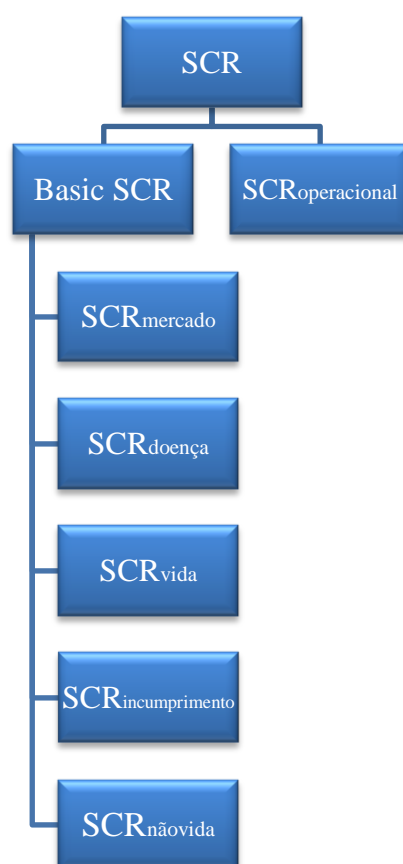 SCR
Basic SCR
SCRoperacional
SCRmercado
SCRdoença
SCRvida
SCRincumprimento
SCRnãovida